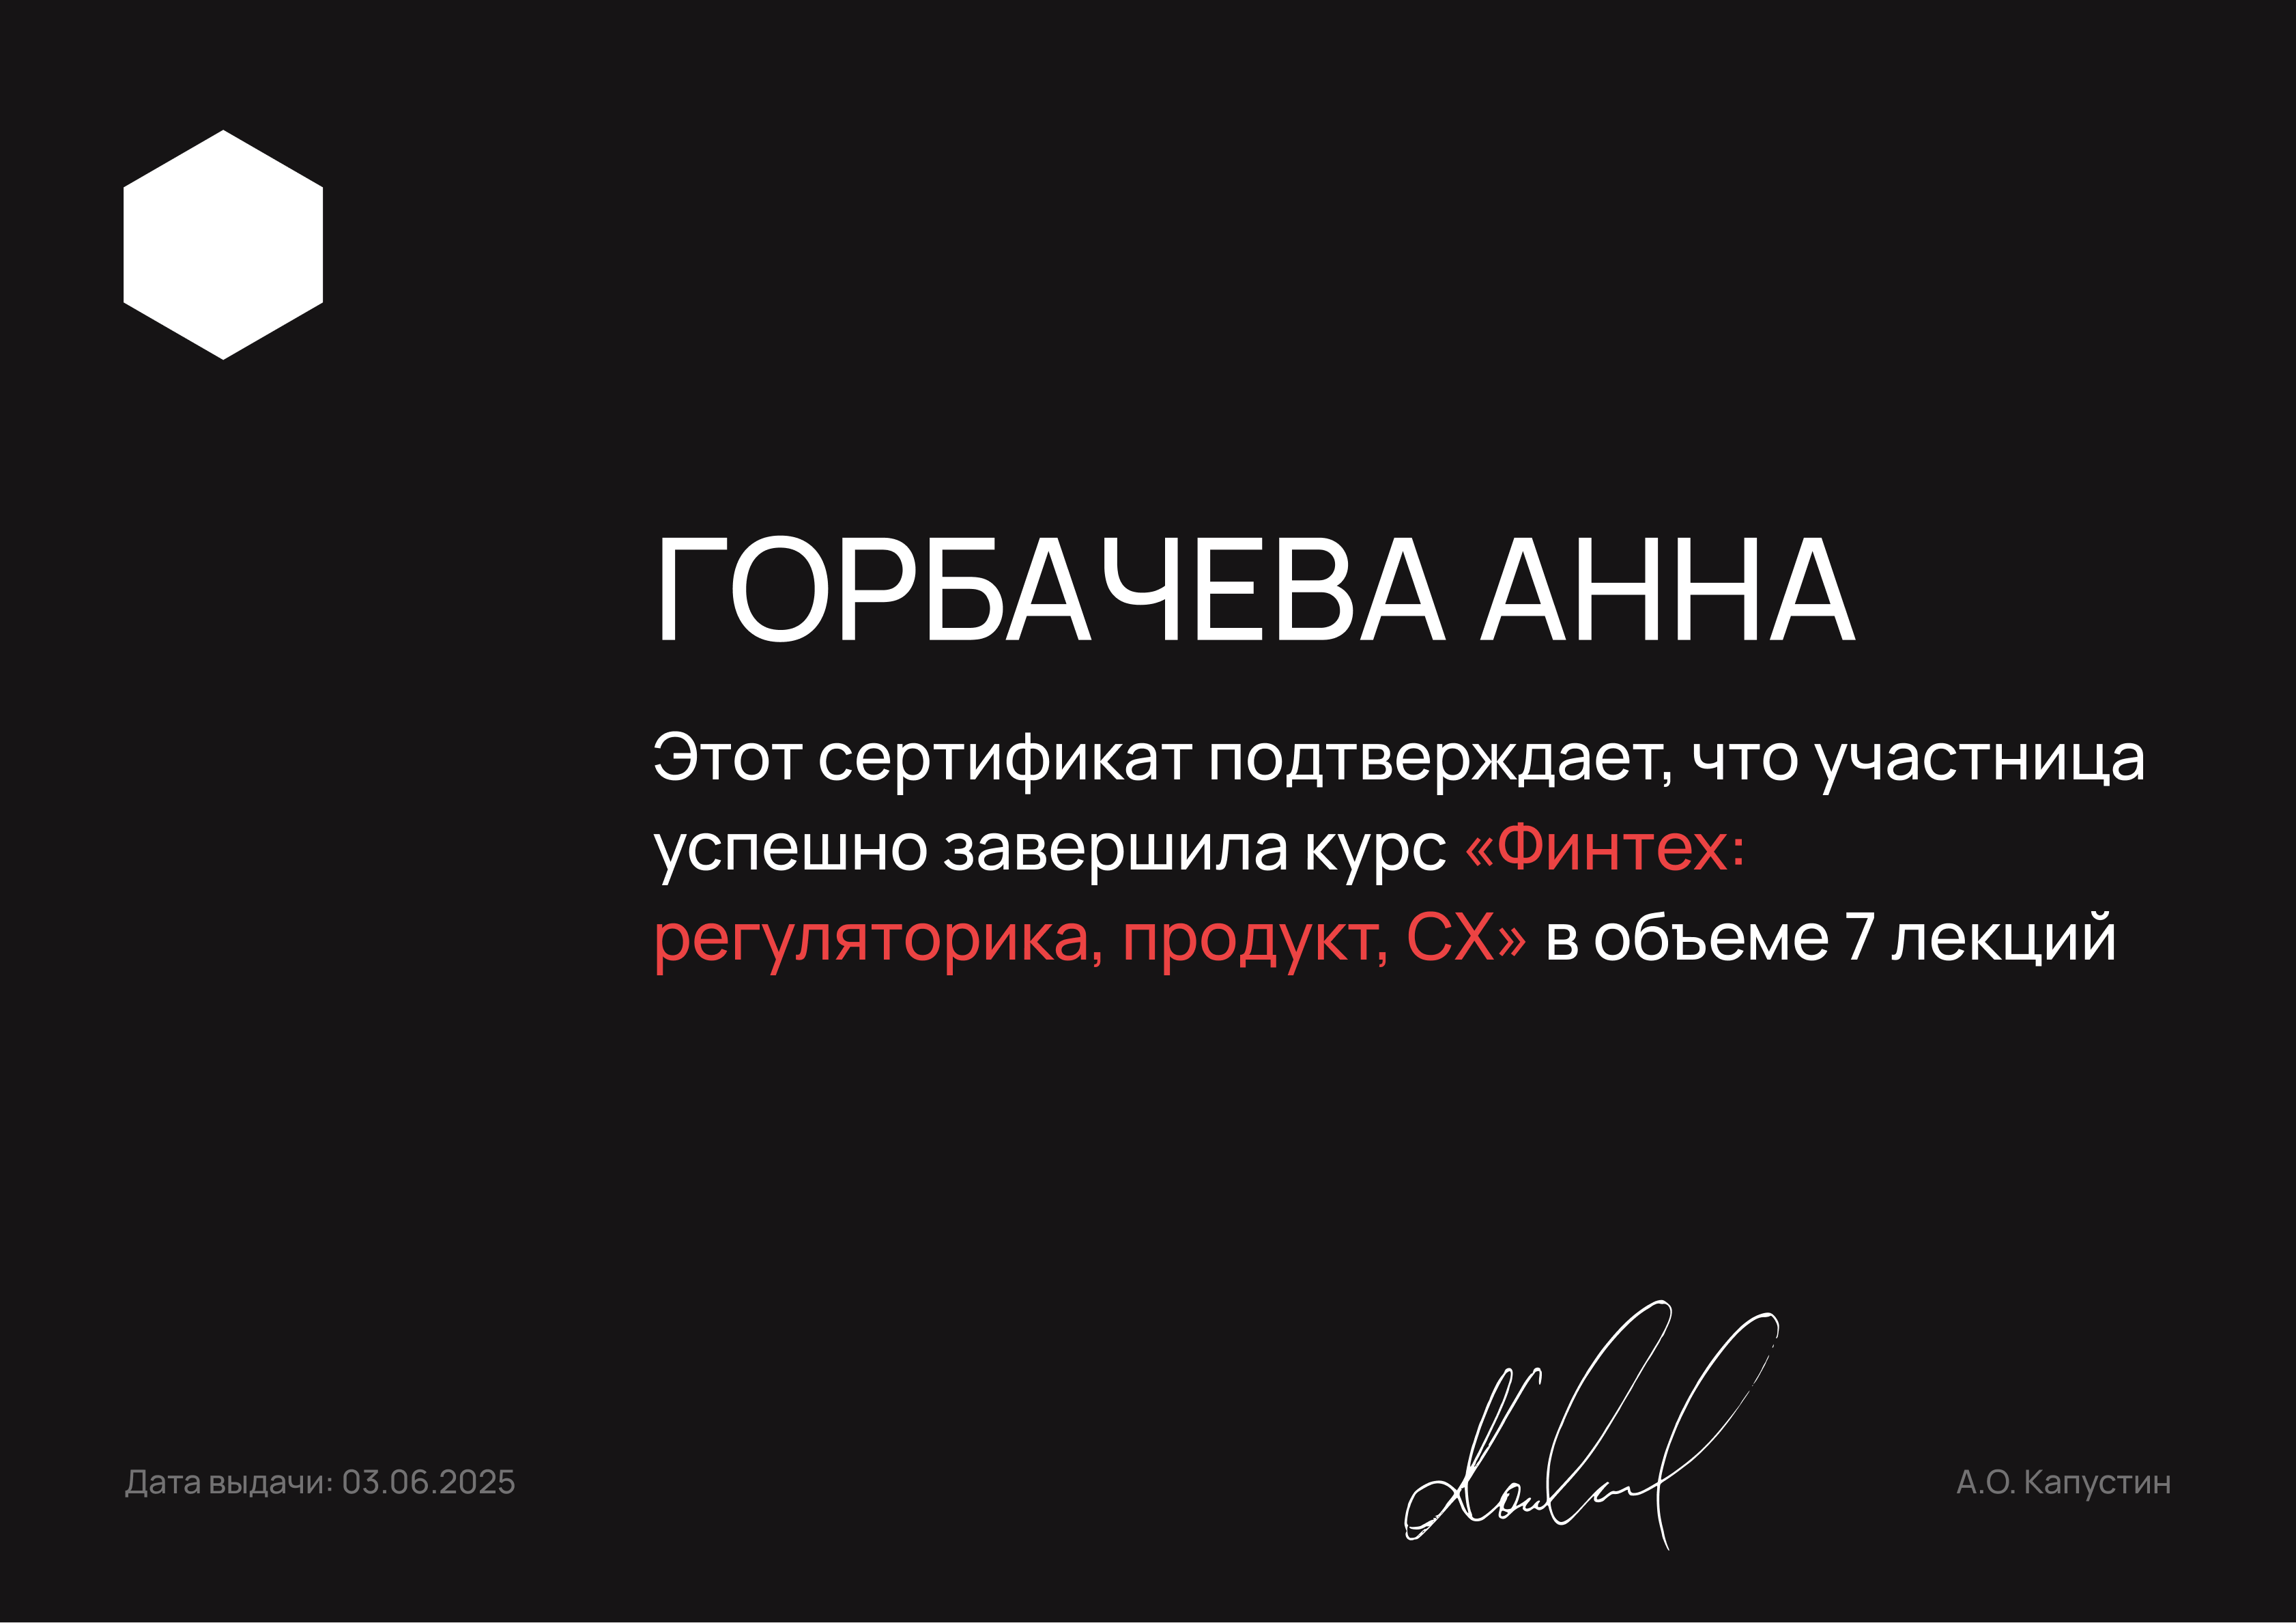 ГОРБАЧЕВА АННА
Этот сертификат подтверждает, что участница
успешно завершила курс «Финтех:
регуляторика, продукт, СХ» в объеме 7 лекций
Дата выдачи: 03.06.2025
А.О. Капустин